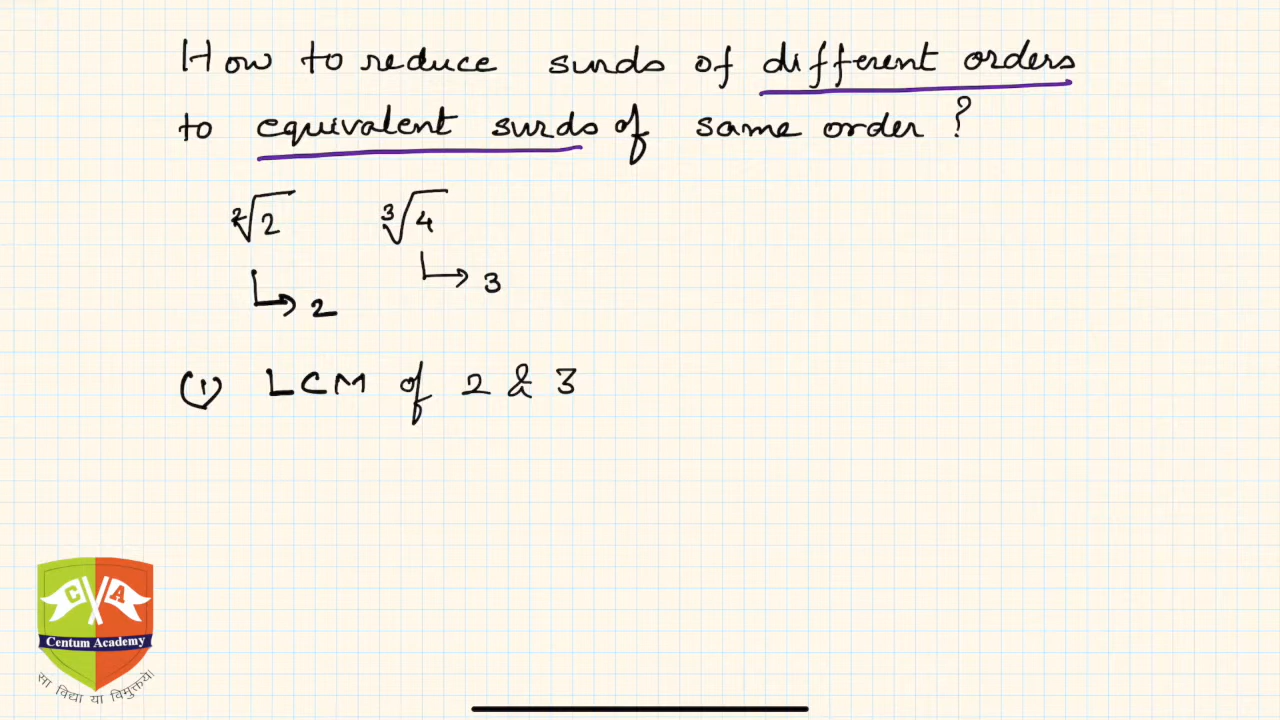 How to reduce surds of different orders
to equivalent surds of same order ?
²√2 ³√4
↳ 2 ↳ 3
(1) LCM of 2 & 3
C A
Centum Academy
सा विद्या या विमुक्तये।